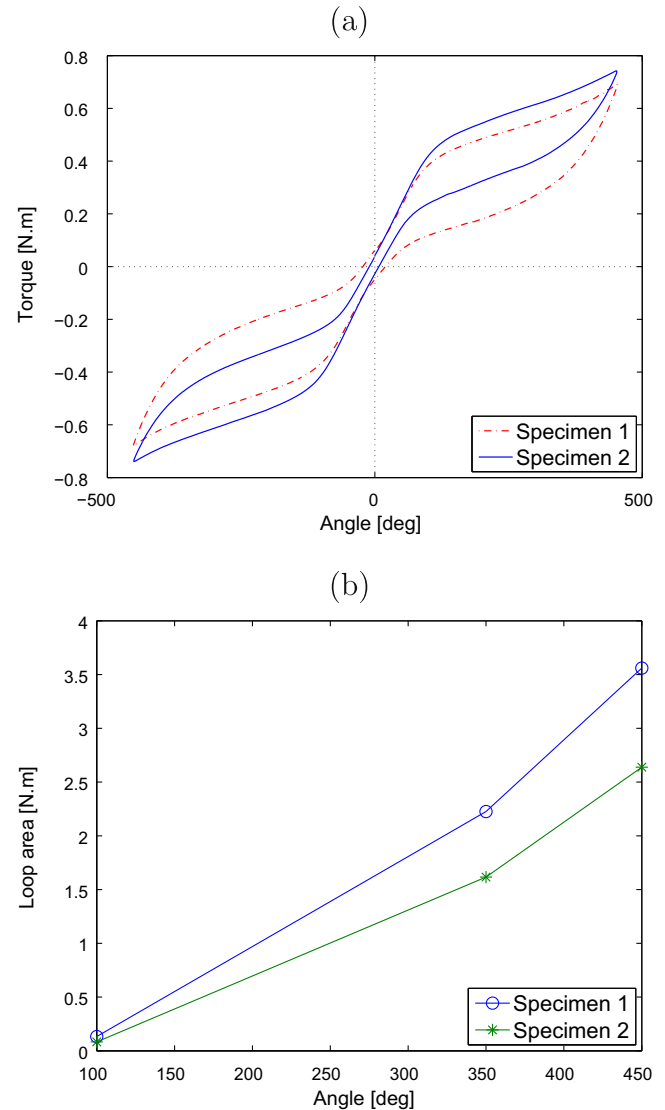 (a)
0.8
0.6
0.4
0.2
0
−0.2
−0.4
−0.6
−0.8
Torque [N.m]
−500 0 500
Angle [deg]
Specimen 1
Specimen 2
(b)
4
3.5
3
2.5
2
1.5
1
0.5
0
Loop area [N.m]
100 150 200 250 300 350 400 450
Angle [deg]
Specimen 1
Specimen 2